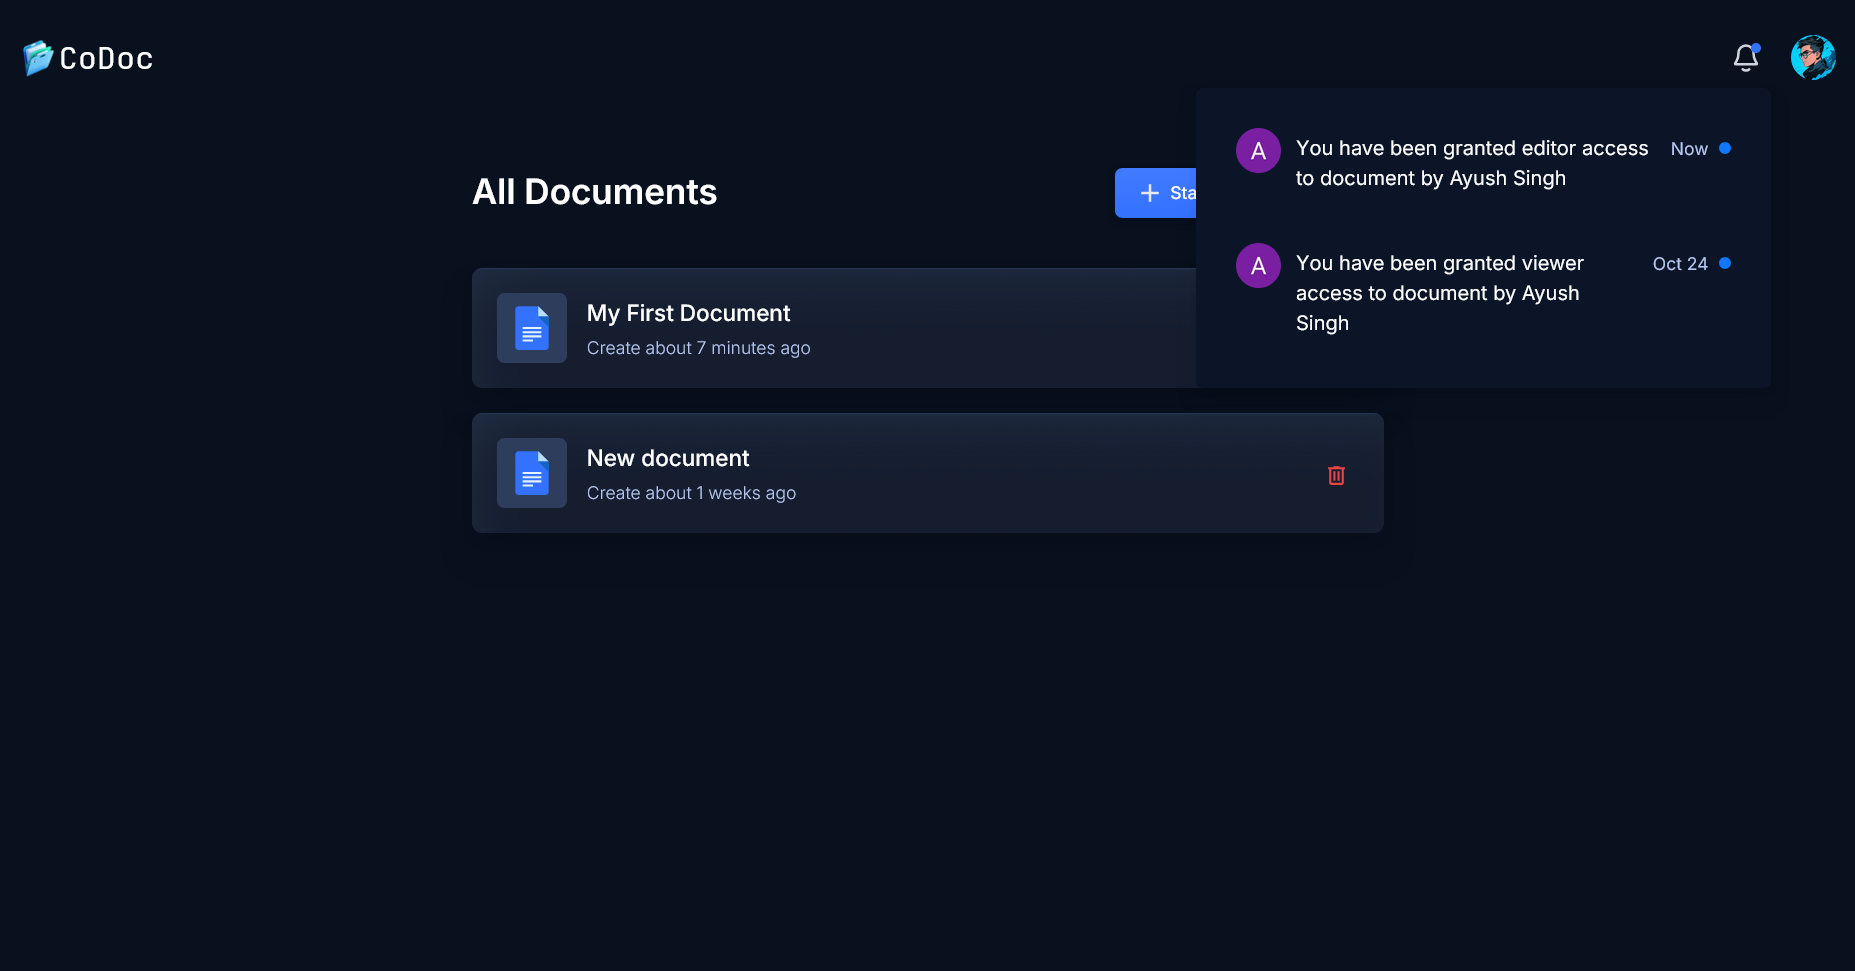 CoDoc
All Documents
Sta
A
You have been granted editor access
to document by Ayush Singh
Now
A
You have been granted viewer
access to document by Ayush
Singh
Oct 24
My First Document
Create about 7 minutes ago
New document
Create about 1 weeks ago